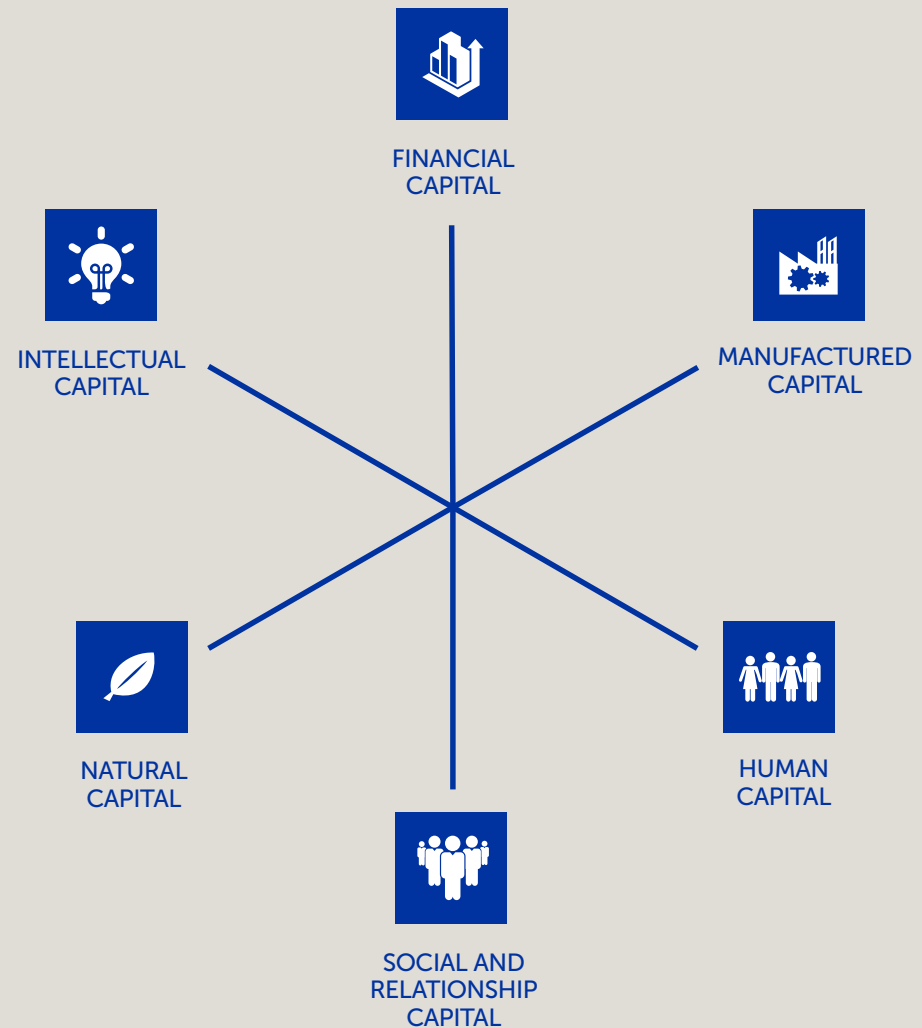 FINANCIAL
CAPITAL
INTELLECTUAL
CAPITAL
MANUFACTURED
CAPITAL
NATURAL
CAPITAL
HUMAN
CAPITAL
SOCIAL AND
RELATIONSHIP
CAPITAL